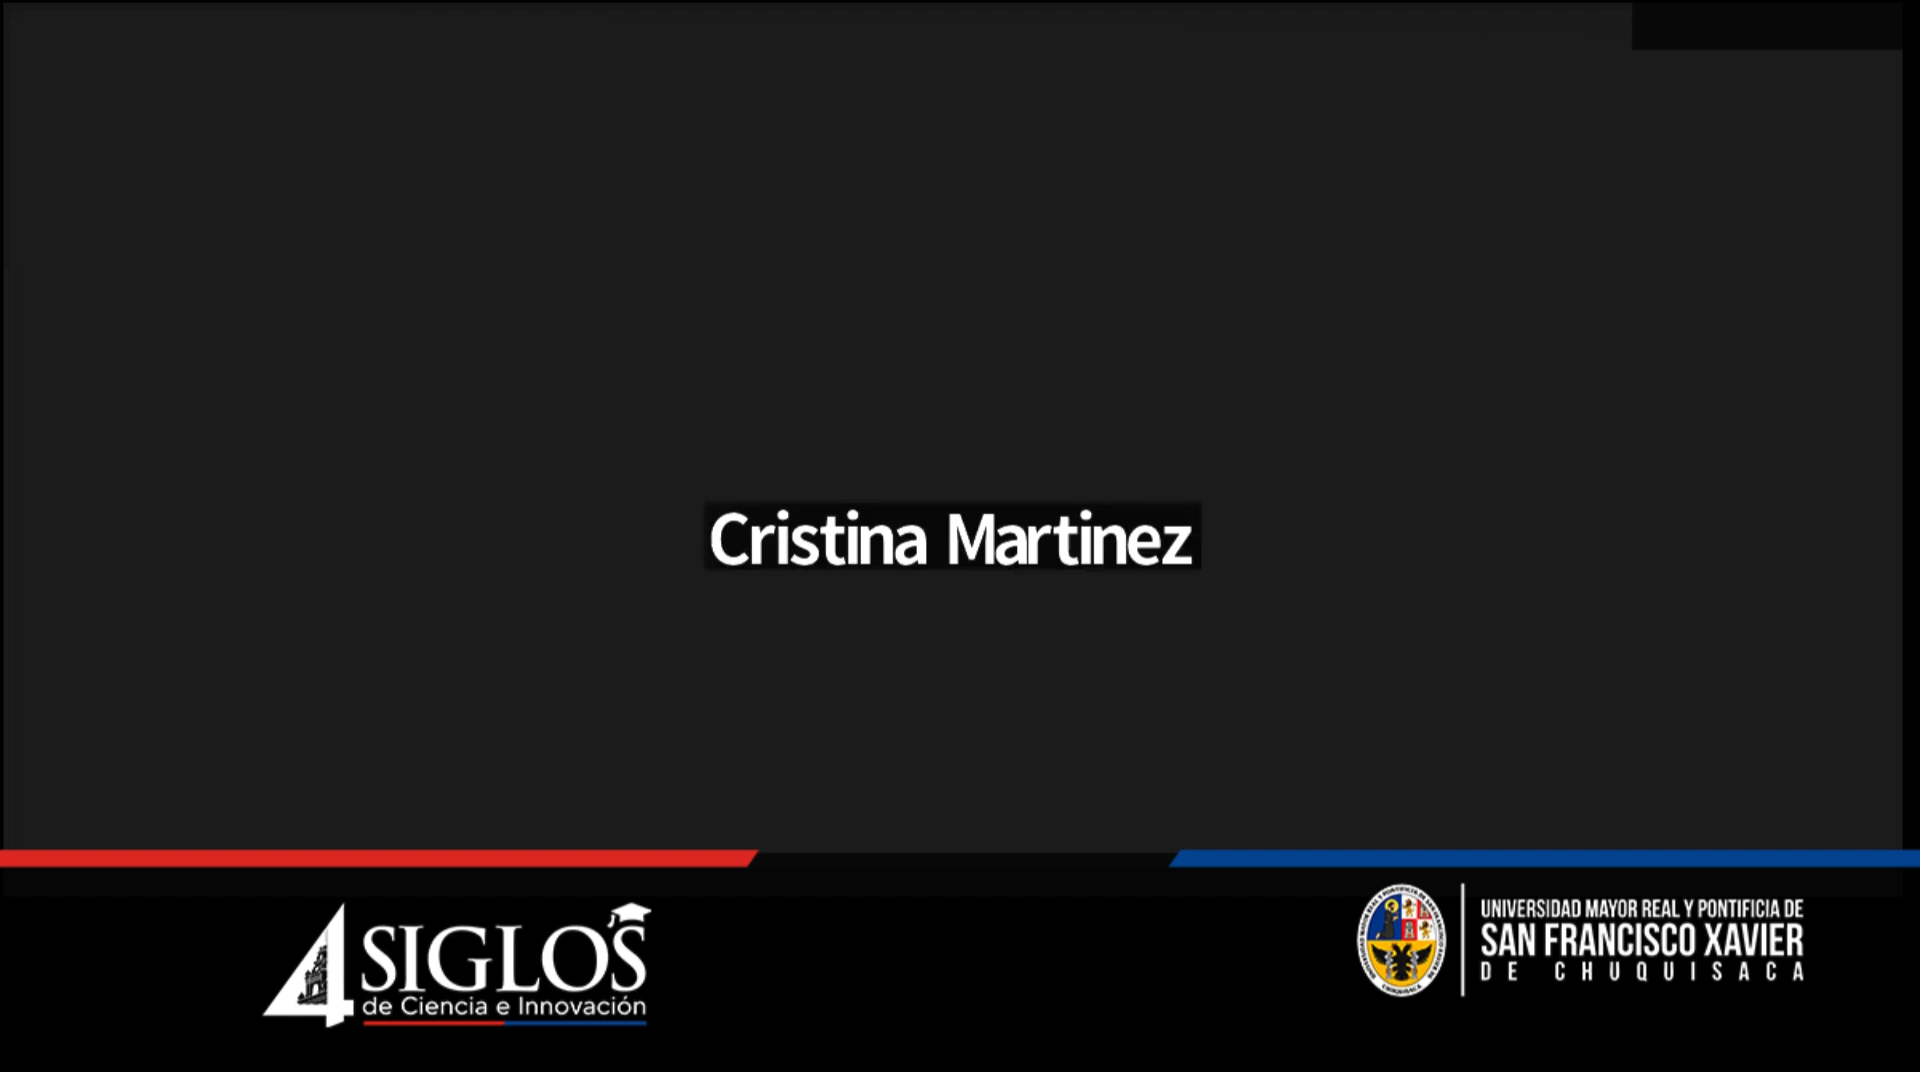 Cristina Martinez
4 SIGLOS
de Ciencia e Innovación
UNIVERSIDAD MAYOR REAL Y PONTIFICIA DE
SAN FRANCISCO XAVIER
DE CHUQUISACA